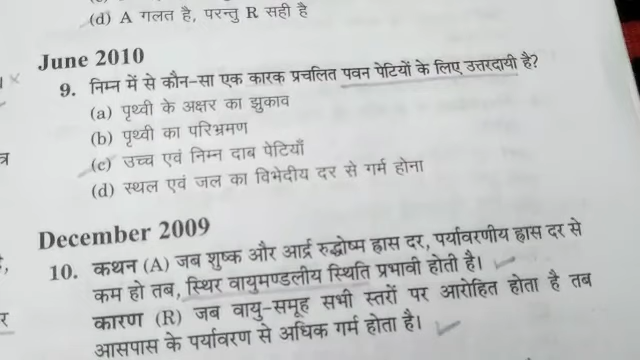 (d) A गलत है, परन्तु R सही है
June 2010
9. निम्न में से कौन-सा एक कारक प्रचलित पवन पेटियों के लिए उत्तरदायी है?
(a) पृथ्वी के अक्षर का झुकाव
(b) पृथ्वी का परिभ्रमण
(c) उच्च एवं निम्न दाब पेटियाँ
(d) स्थल एवं जल का विभेदीय दर से गर्म होना
December 2009
10. कथन (A) जब शुष्क और आर्द्र रुद्धोष्म ह्रास दर, पर्यावरणीय ह्रास दर से
कम हो तब, स्थिर वायुमण्डलीय स्थिति प्रभावी होती है।
कारण (R) जब वायु-समूह सभी स्तरों पर आरोहित होता है तब
आसपास के पर्यावरण से अधिक गर्म होता है।